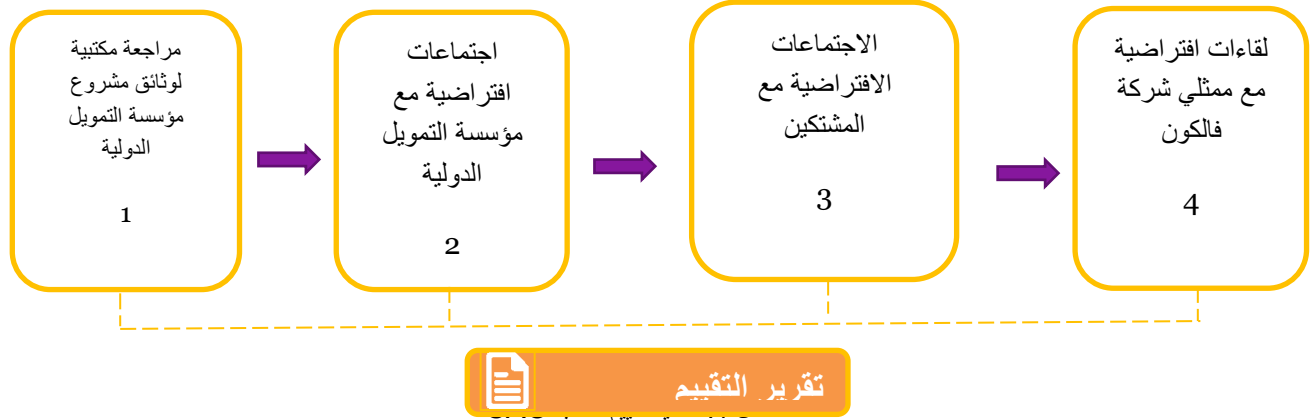 مراجعة مكتبية
لوثائق مشروع
مؤسسة التمويل
الدولية
1
اجتماعات
افتراضية مع
مؤسسة التمويل
الدولية
2
الاجتماعات
الافتراضية مع
المشتكين
3
لقاءات افتراضية
مع ممثلي شركة
فالكون
4
تقرير التقييم